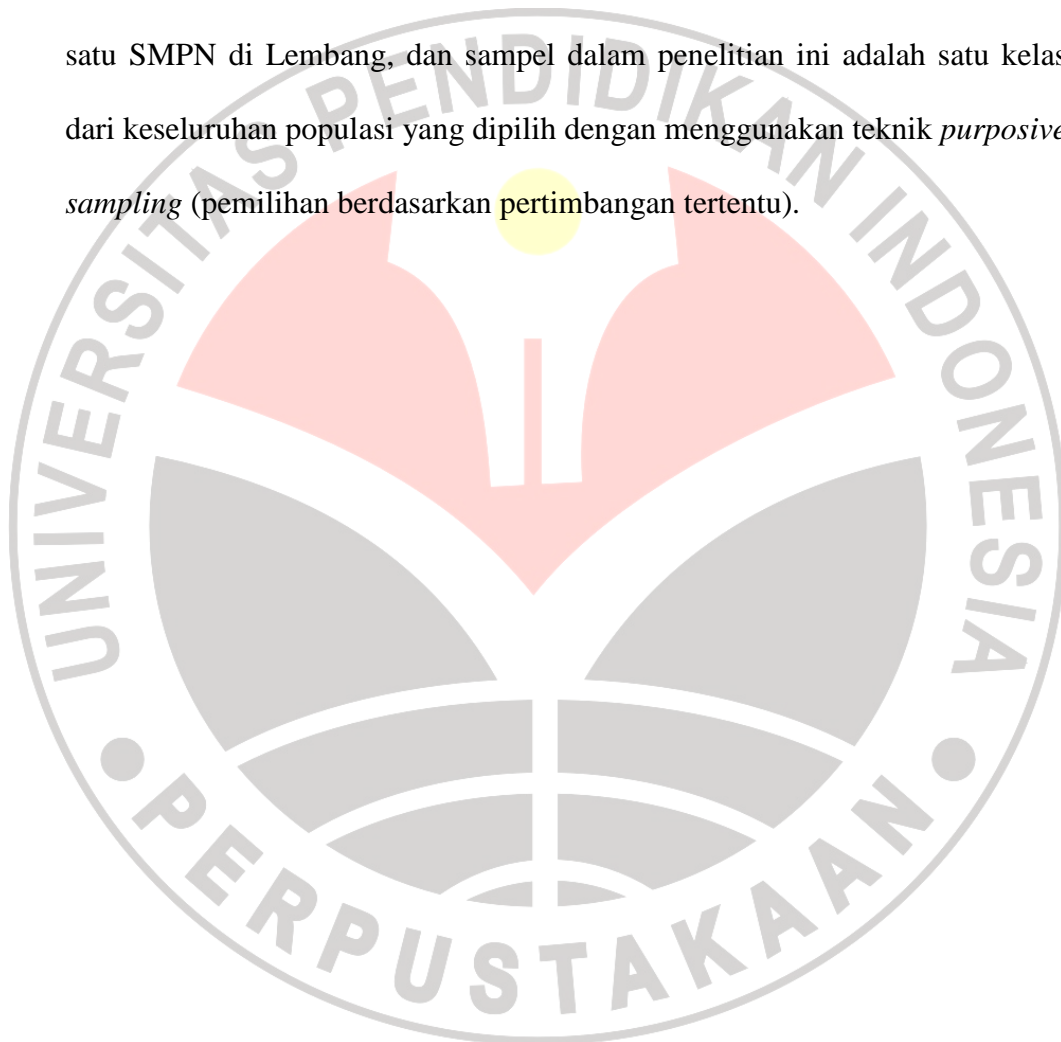 satu SMPN di Lembang, dan sampel dalam penelitian ini adalah satu kelas
dari keseluruhan populasi yang dipilih dengan menggunakan teknik purposive
sampling (pemilihan berdasarkan pertimbangan tertentu).
UNIVERSITAS PENDIDIKAN INDONESIA
PERPUSTAKAAN